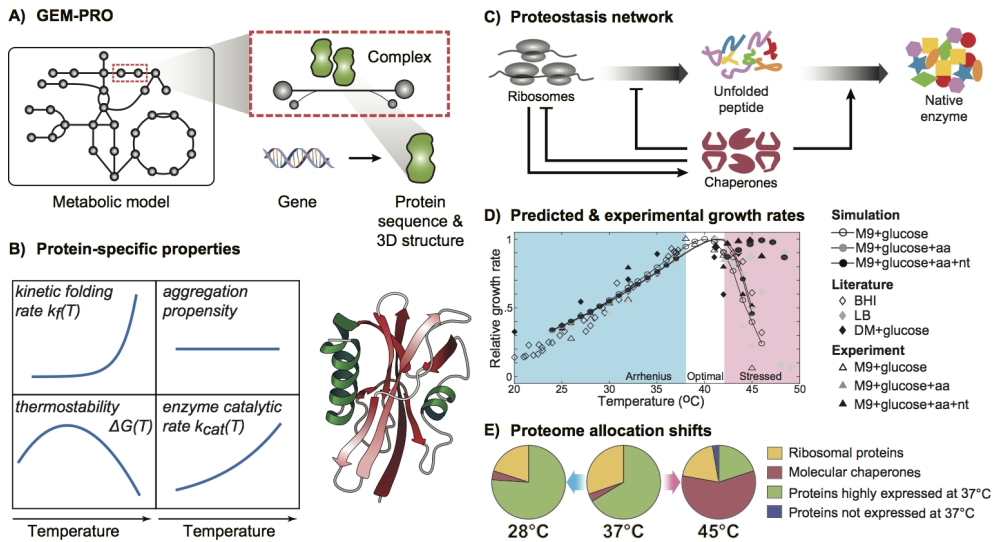 A) GEM-PRO
Complex
Metabolic model
Gene
Protein
sequence &
3D structure
B) Protein-specific properties
kinetic folding
rate kf(T)
aggregation
propensity
thermostability
ΔG(T)
enzyme catalytic
rate kcat(T)
Temperature
Temperature
C) Proteostasis network
Ribosomes
Unfolded
peptide
Native
enzyme
Chaperones
D) Predicted & experimental growth rates
Relative growth rate
1
.5
0
Arrhenius
Optimal
Stressed
20 25 30 35 40 45 50
Temperature (ºC)
Simulation
M9+glucose
M9+glucose+aa
M9+glucose+aa+nt
Literature
BHI
LB
DM+glucose
Experiment
M9+glucose
M9+glucose+aa
M9+glucose+aa+nt
E) Proteome allocation shifts
28°C
37°C
45°C
Ribosomal proteins
Molecular chaperones
Proteins highly expressed at 37°C
Proteins not expressed at 37°C